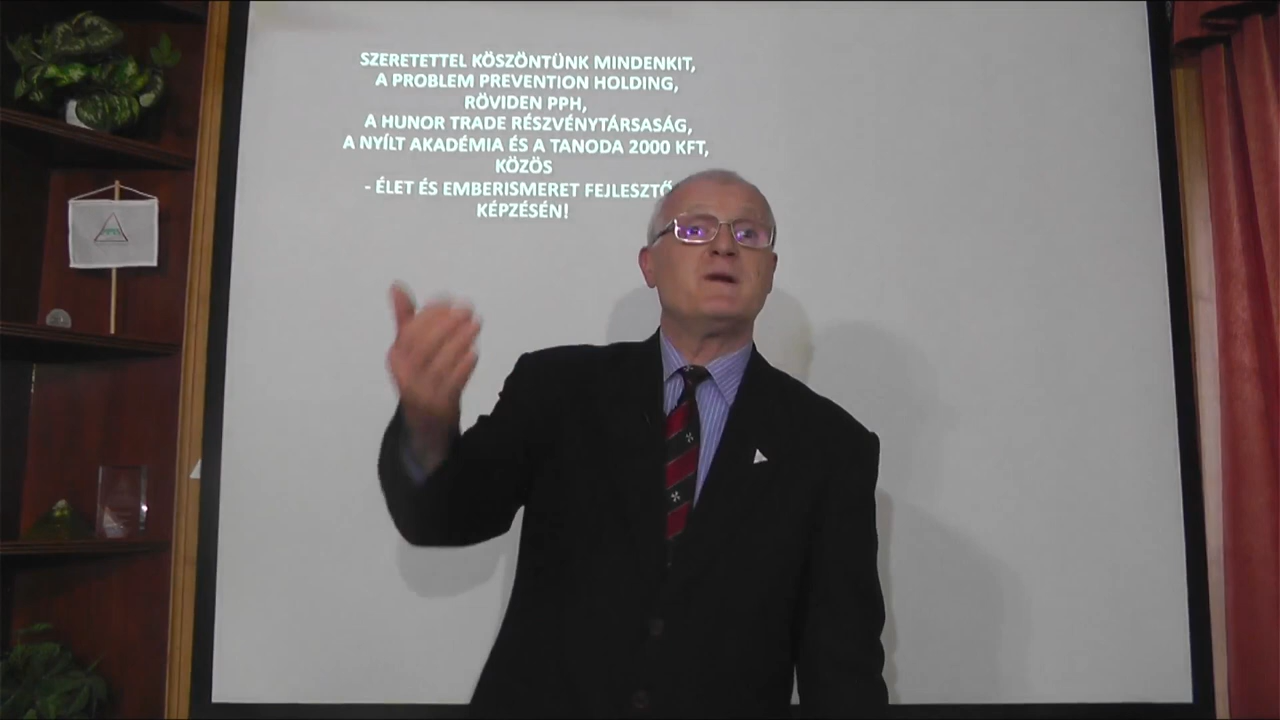 SZERETETTEL KÖSZÖNTÜNK MINDENKIT,
A PROBLEM PREVENTION HOLDING,
RÖVIDEN PPH,
A HUNOR TRADE RÉSZVÉNYTÁRSASÁG,
A NYÍLT AKADÉMIA ÉS A TANODA 2000 KFT,
KÖZÖS
- ÉLET ÉS EMBERISMERET FEJLESZTŐ
KÉPZÉSÉN!